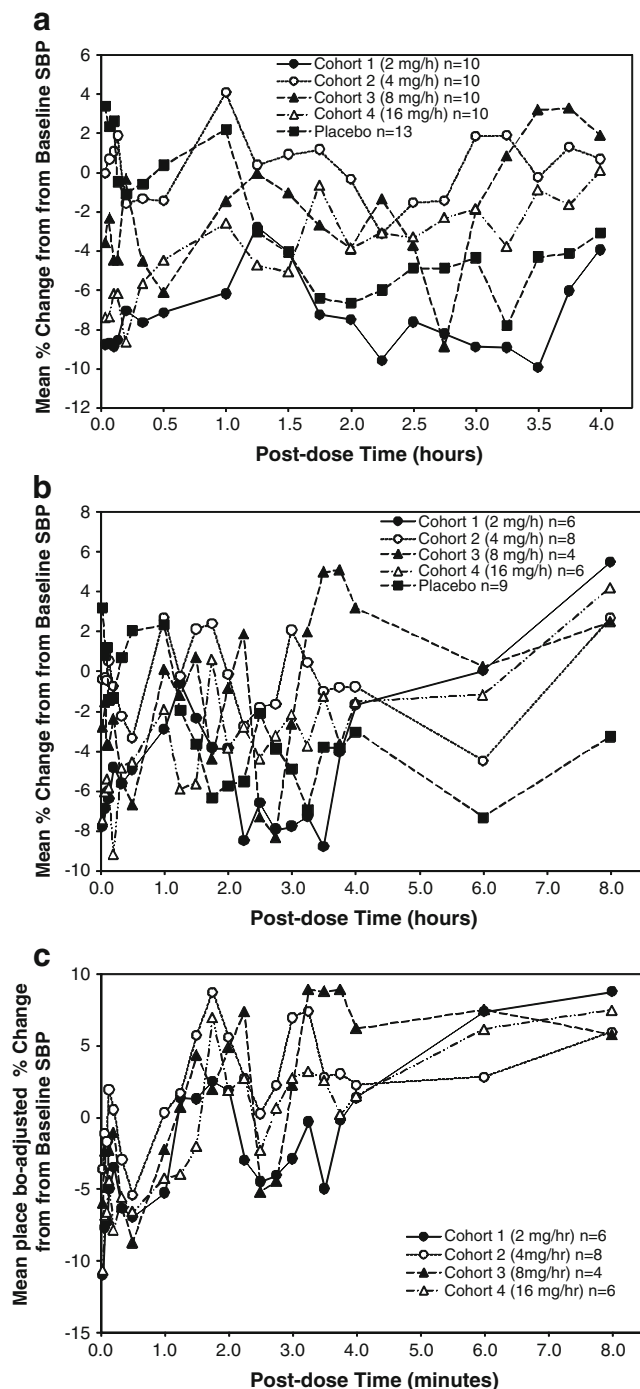 a
Mean % Change from from Baseline SBP
6
4
2
0
-2
-4
-6
-8
-10
-12
Cohort 1 (2 mg/h) n=10
Cohort 2 (4 mg/h) n=10
Cohort 3 (8 mg/h) n=10
Cohort 4 (16 mg/h) n=10
Placebo n=13
0.0 0.5 1.0 1.5 2.0 2.5 3.0 3.5 4.0
Post-dose Time (hours)
b
Mean % Change from from Baseline SBP
8
6
4
2
0
-2
-4
-6
-8
-10
Cohort 1 (2 mg/h) n=6
Cohort 2 (4 mg/h) n=8
Cohort 3 (8 mg/h) n=4
Cohort 4 (16 mg/h) n=6
Placebo n=9
0.0 1.0 2.0 3.0 4.0 5.0 6.0 7.0 8.0
Post-dose Time (hours)
c
Mean place bo-adjusted % Change
from from Baseline SBP
10
5
0
-5
-10
-15
Cohort 1 (2 mg/hr) n=6
Cohort 2 (4mg/hr) n=8
Cohort 3 (8mg/hr) n=4
Cohort 4 (16 mg/hr) n=6
0.0 1.0 2.0 3.0 4.0 5.0 6.0 7.0 8.0
Post-dose Time (minutes)